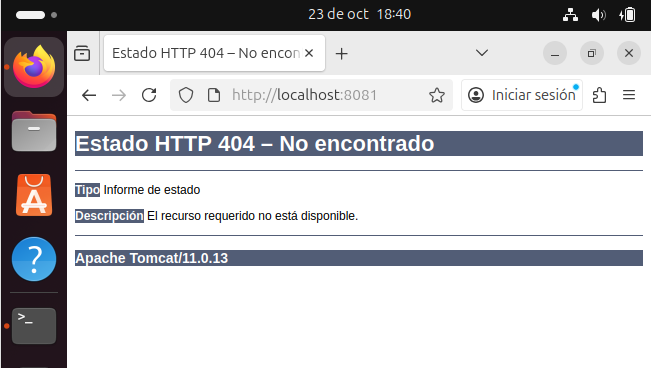 23 de oct 18:40
Estado HTTP 404 – No encon
http://localhost:8081
Iniciar sesión
Estado HTTP 404 – No encontrado
Tipo Informe de estado
Descripción El recurso requerido no está disponible.
Apache Tomcat/11.0.13
>_